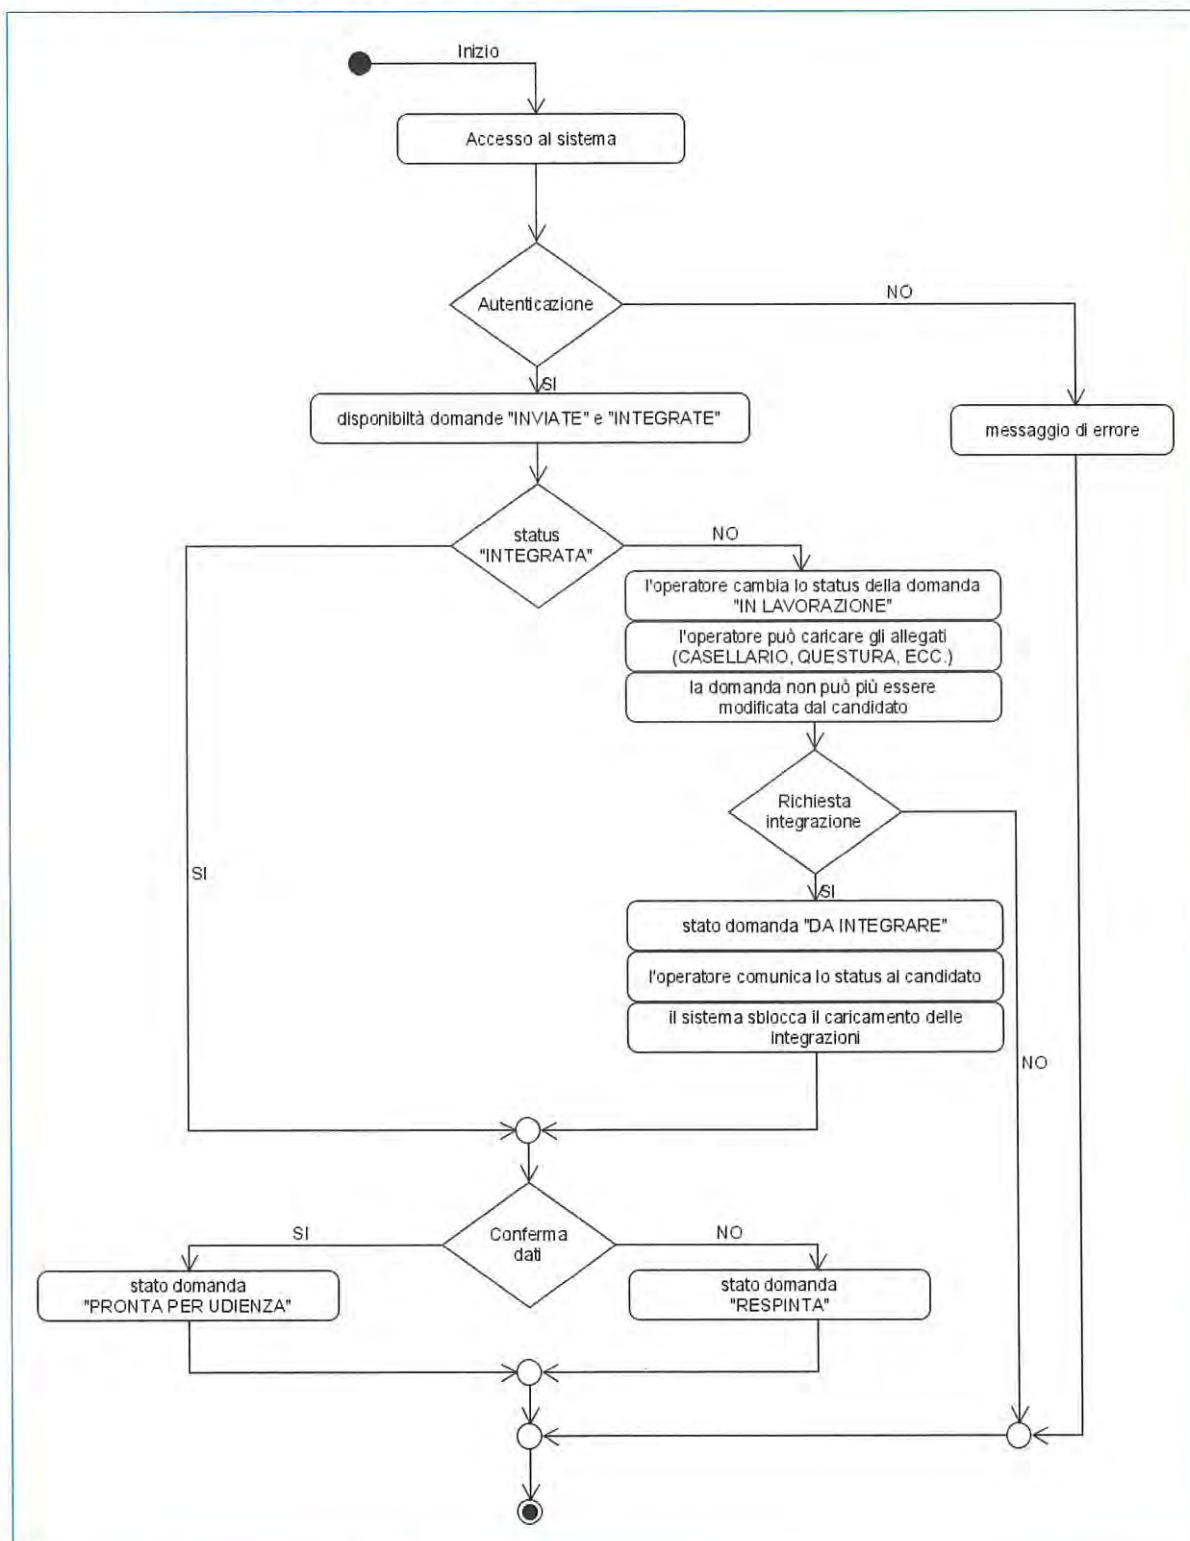 Inizio
Accesso al sistema
Autenticazione
NO
SI
disponibiltà domande "INVIATE" e "INTEGRATE"
messaggio di errore
status
"INTEGRATA"
NO
l'operatore cambia lo status della domanda
"IN LAVORAZIONE"
l'operatore può caricare gli allegati
(CASELLARIO, QUESTURA, ECC.)
la domanda non può più essere
modificata dal candidato
Richiesta
integrazione
SI
SI
stato domanda "DA INTEGRARE"
l'operatore comunica lo status al candidato
il sistema sblocca il caricamento delle
integrazioni
NO
Conferma
dati
SI
NO
stato domanda
"PRONTA PER UDIENZA"
stato domanda
"RESPINTA"